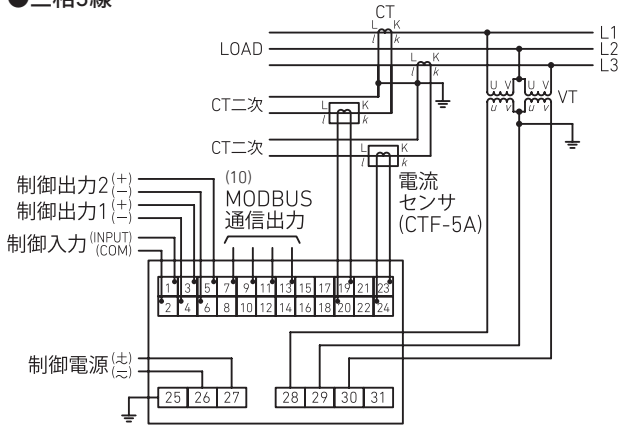 CT
L K
l k
L1
LOAD
L2
L3
L K
l k
U V U V
u v u v
VT
CT二次
L K
l k
CT二次
L K
l k
電流
センサ
(CTF-5A)
(10)
MODBUS
通信出力
制御出力2 (+)
(−)
制御出力1 (+)
(−)
制御入力 (INPUT)
(COM)
1 3 5 7 9 11 13 15 17 19 21 23
2 4 6 8 10 12 14 16 18 20 22 24
制御電源
25 26 27 28 29 30 31